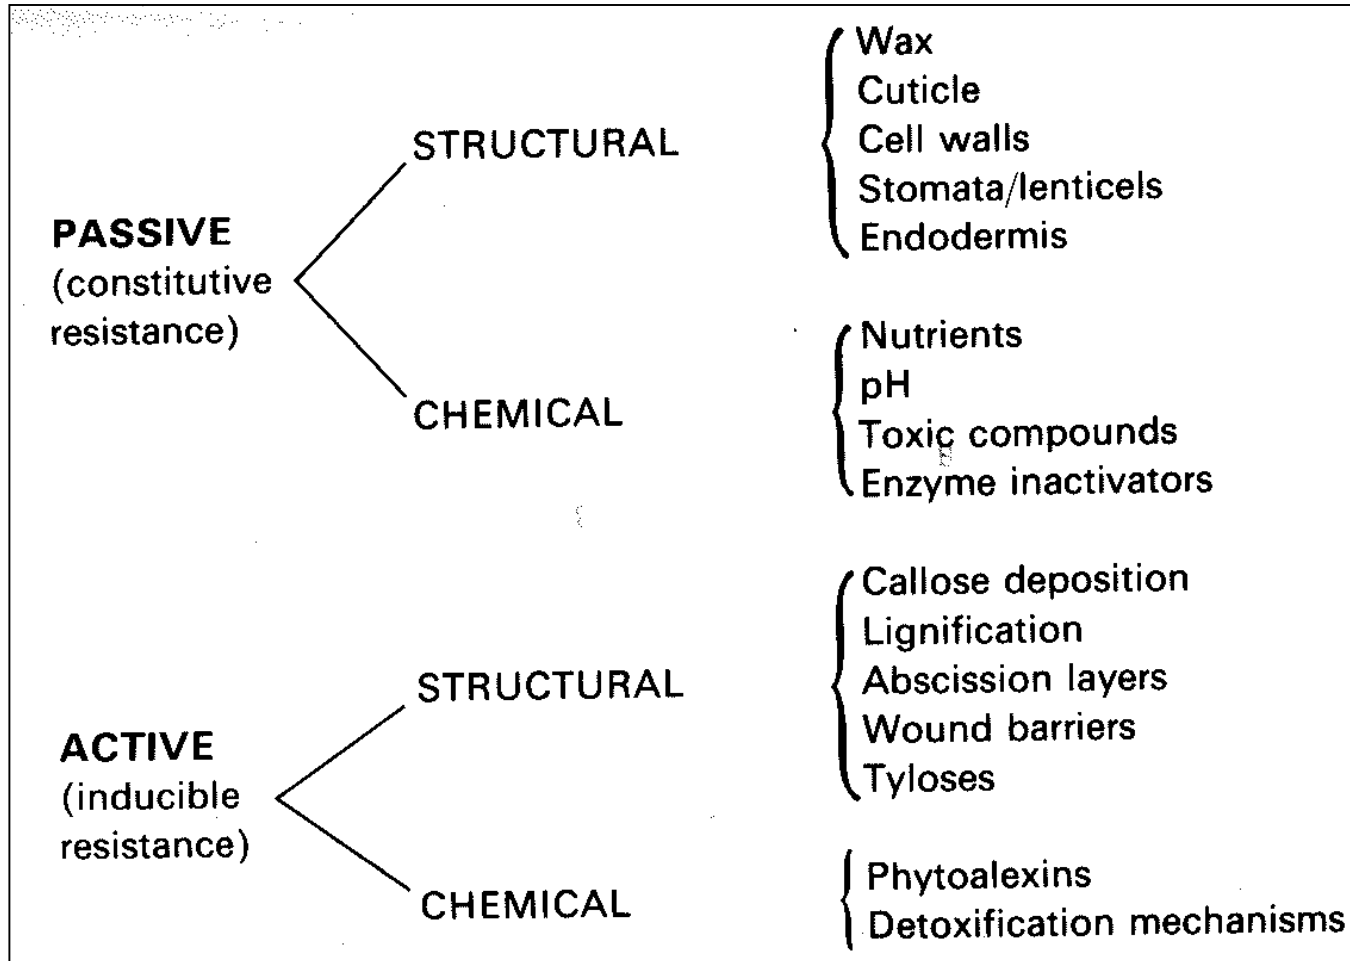 PASSIVE
(constitutive
resistance)
STRUCTURAL
Wax
Cuticle
Cell walls
Stomata/lenticels
Endodermis
CHEMICAL
Nutrients
pH
Toxic compounds
Enzyme inactivators
ACTIVE
(inducible
resistance)
STRUCTURAL
Callose deposition
Lignification
Abscission layers
Wound barriers
Tyloses
CHEMICAL
Phytoalexins
Detoxification mechanisms